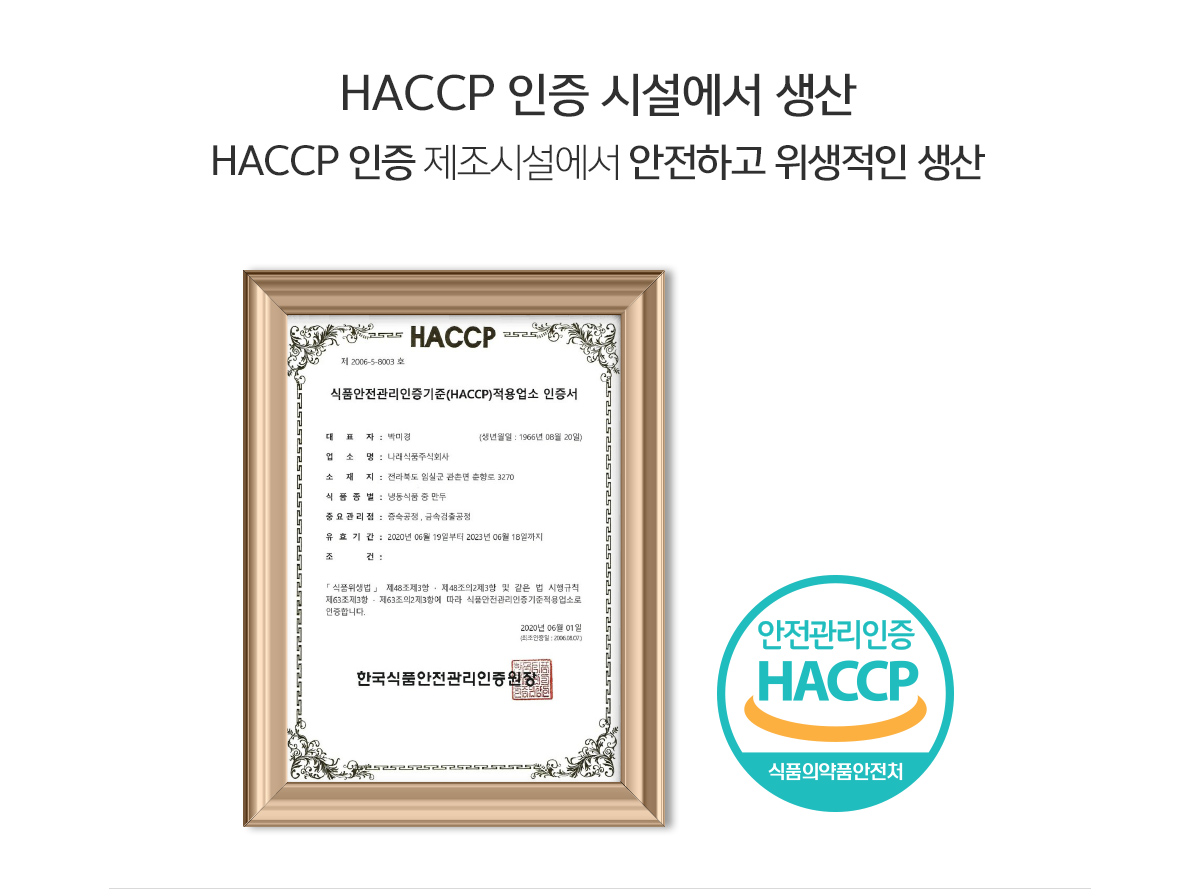 HACCP 인증 시설에서 생산
HACCP 인증 제조시설에서 안전하고 위생적인 생산
HACCP
제 2006-5-8003 호
식품안전관리인증기준(HACCP)적용업소 인증서
대 표 자 : 박미경 (생년월일 : 1966년 08월 20일)
업 소 명 : 나래식품주식회사
소 재 지 : 전라북도 임실군 관촌면 춘향로 3270
식 품 종 별 : 냉동식품 중 만두
중요관리점 : 증숙공정 , 금속검출공정
유 효 기 간 : 2020년 06월 19일부터 2023년 06월 18일까지
조 건 :
「식품위생법」 제48조제3항 · 제48조의2제3항 및 같은 법 시행규칙
제63조제3항 · 제63조의2제3항에 따라 식품안전관리인증기준적용업소로
인증합니다.
2020년 06월 01일
(최초인증일 : 2006.08.07.)
한국식품안전관리인증원장
안전관리인증
HACCP
식품의약품안전처